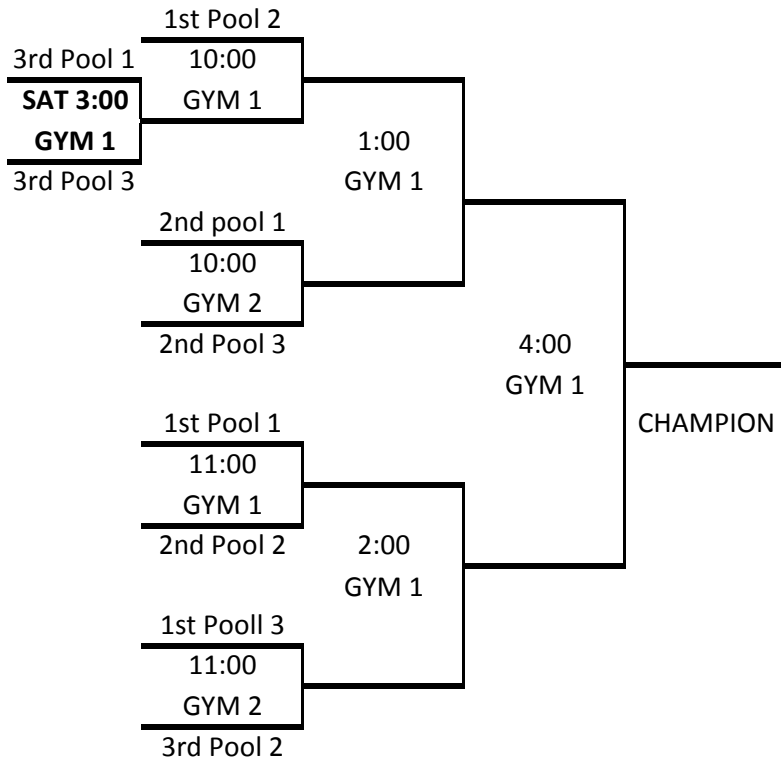 1st Pool 2
3rd Pool 1
10:00
SAT 3:00
GYM 1
GYM 1
1:00
3rd Pool 3
GYM 1
2nd pool 1
10:00
GYM 2
2nd Pool 3
4:00
GYM 1
1st Pool 1
CHAMPION
11:00
GYM 1
2nd Pool 2
2:00
GYM 1
1st Pooll 3
11:00
GYM 2
3rd Pool 2